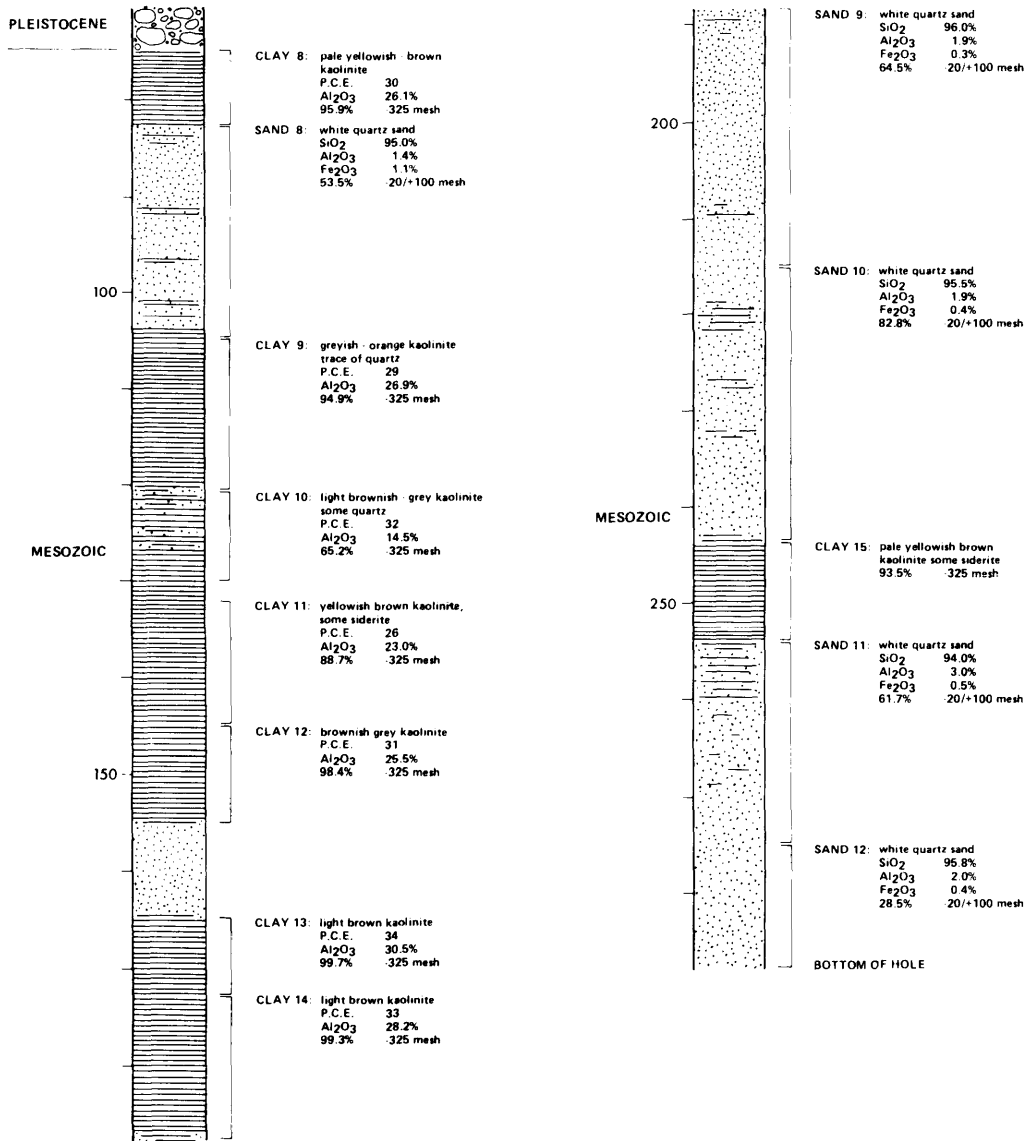 PLEISTOCENE
CLAY 8: pale yellowish - brown
kaolinite
P.C.E. 30
Al2O3 26.1%
95.9% -325 mesh
SAND 8: white quartz sand
SiO2 95.0%
Al2O3 1.4%
Fe2O3 1.1%
53.5% -20/+100 mesh
100
CLAY 9: greyish - orange kaolinite
trace of quartz
P.C.E. 29
Al2O3 26.9%
94.9% -325 mesh
CLAY 10: light brownish - grey kaolinite
some quartz
P.C.E. 32
Al2O3 14.5%
65.2% -325 mesh
MESOZOIC
CLAY 11: yellowish brown kaolinite,
some siderite
P.C.E. 26
Al2O3 23.0%
88.7% -325 mesh
CLAY 12: brownish grey kaolinite
P.C.E. 31
Al2O3 25.5%
98.4% -325 mesh
150
CLAY 13: light brown kaolinite
P.C.E. 34
Al2O3 30.5%
99.7% -325 mesh
CLAY 14: light brown kaolinite
P.C.E. 33
Al2O3 28.2%
99.3% -325 mesh
SAND 9: white quartz sand
SiO2 96.0%
Al2O3 1.9%
Fe2O3 0.3%
64.5% -20/+100 mesh
200
SAND 10: white quartz sand
SiO2 95.5%
Al2O3 1.9%
Fe2O3 0.4%
82.8% 20/+100 mesh
MESOZOIC
CLAY 15: pale yellowish brown
kaolinite some siderite
93.5% -325 mesh
250
SAND 11: white quartz sand
SiO2 94.0%
Al2O3 3.0%
Fe2O3 0.5%
61.7% -20/+100 mesh
SAND 12: white quartz sand
SiO2 95.8%
Al2O3 2.0%
Fe2O3 0.4%
28.5% -20/+100 mesh
BOTTOM OF HOLE